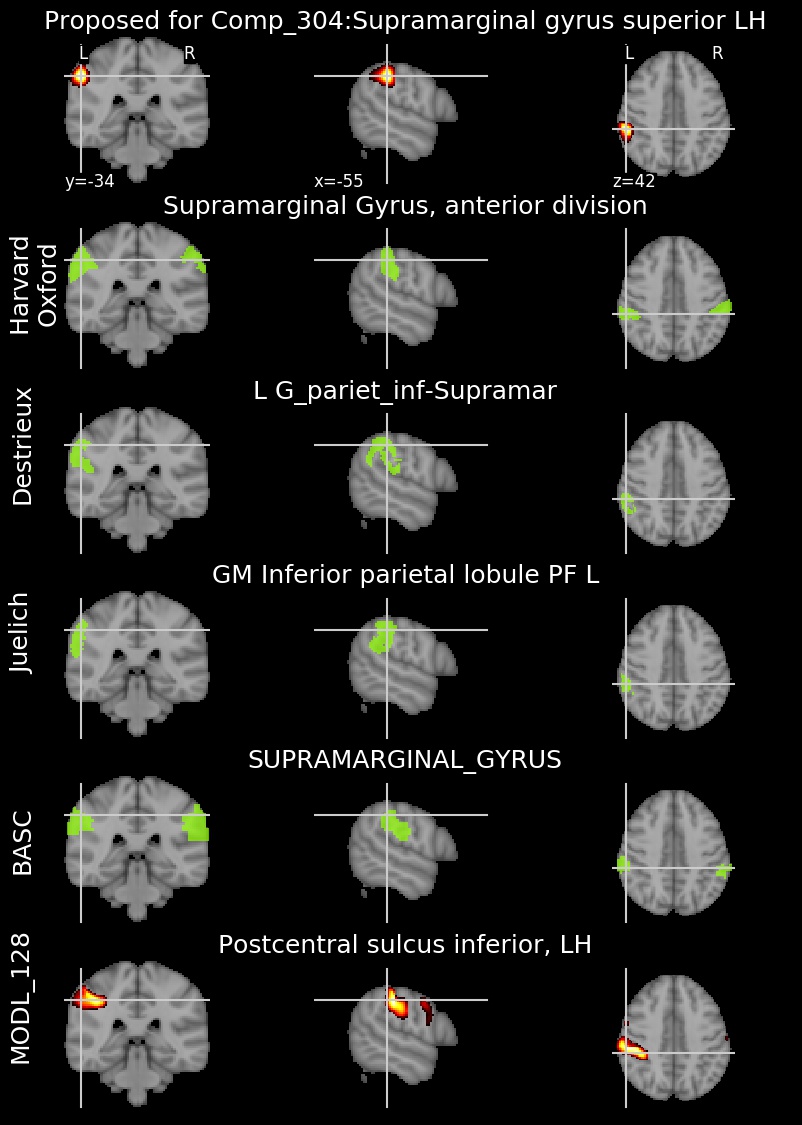 Proposed for Comp_304:Supramarginal gyrus superior LH
L R
L R
y=-34 x=-55 z=42
Supramarginal Gyrus, anterior division
Harvard
Oxford
L G_pariet_inf-Supramar
Destrieux
GM Inferior parietal lobule PF L
Juelich
SUPRAMARGINAL_GYRUS
BASC
Postcentral sulcus inferior, LH
MODL_128